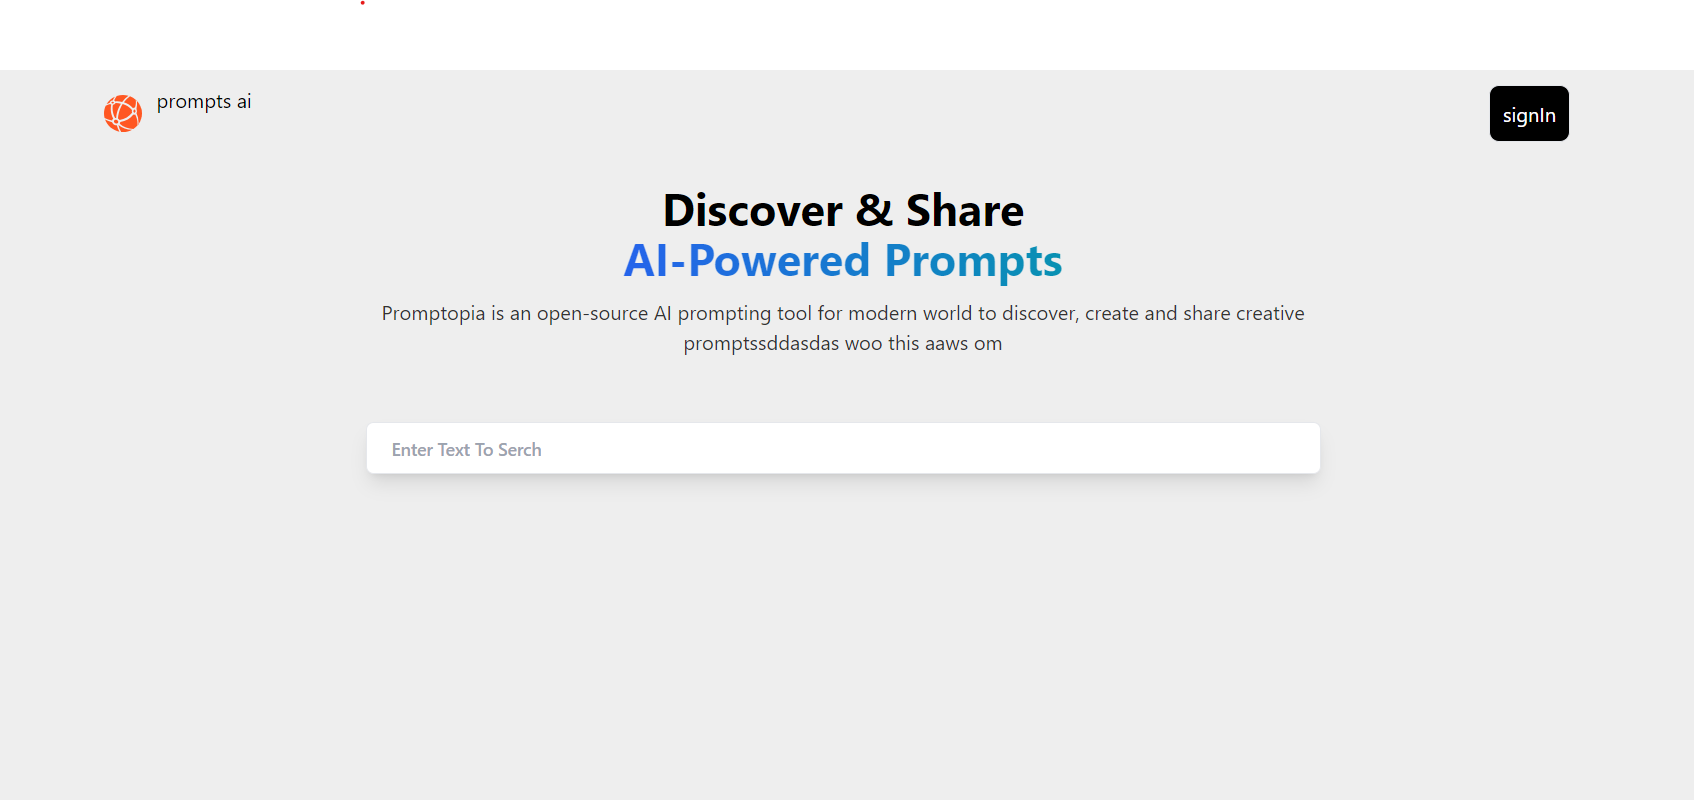 prompts ai
signIn
Discover & Share
AI-Powered Prompts
Promptopia is an open-source AI prompting tool for modern world to discover, create and share creative
promptssddasdas woo this aaws om
Enter Text To Serch